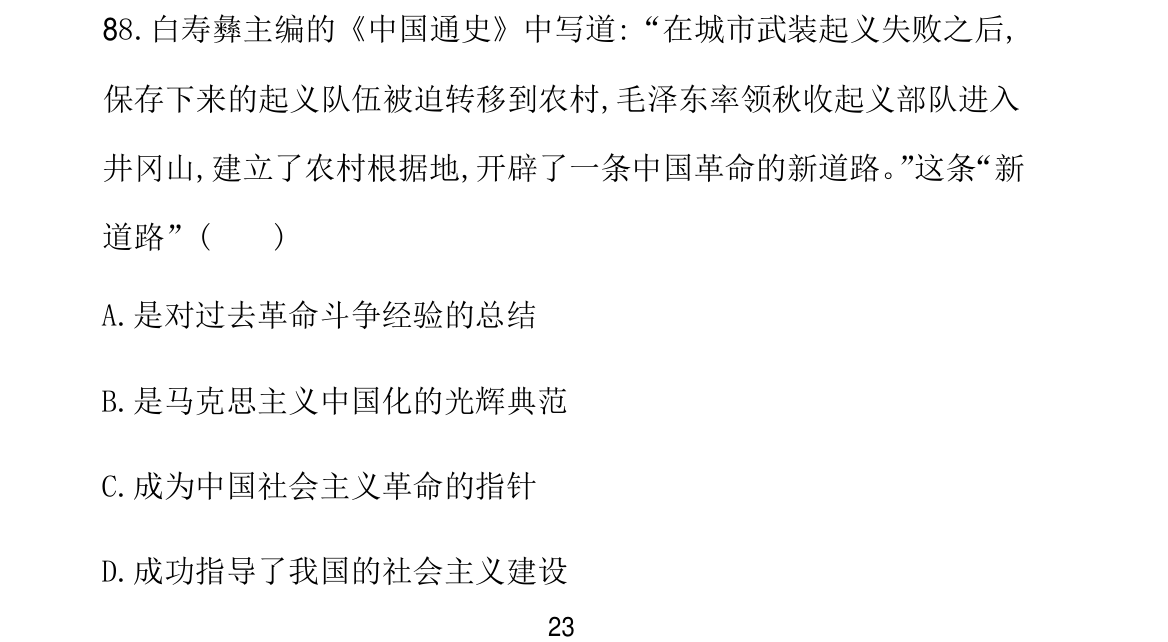 88.白寿彝主编的《中国通史》中写道:“在城市武装起义失败之后,
保存下来的起义队伍被迫转移到农村,毛泽东率领秋收起义部队进入
井冈山,建立了农村根据地,开辟了一条中国革命的新道路。”这条“新
道路”(　　)
A.是对过去革命斗争经验的总结
B.是马克思主义中国化的光辉典范
C.成为中国社会主义革命的指针
D.成功指导了我国的社会主义建设
23